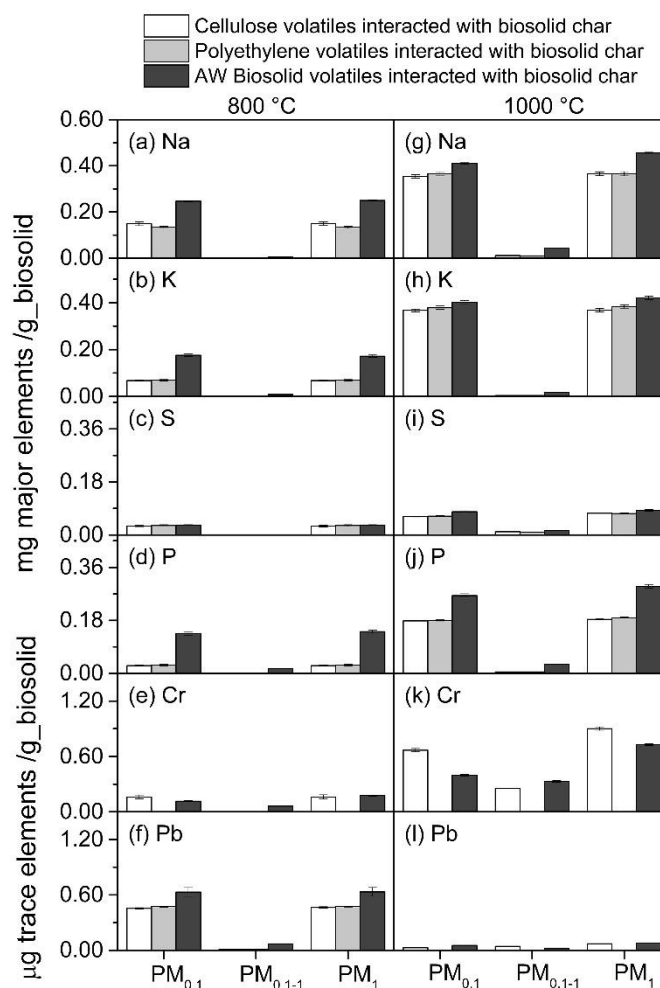 Cellulose volatiles interacted with biosolid char
Polyethylene volatiles interacted with biosolid char
AW Biosolid volatiles interacted with biosolid char
800 °C 1000 °C
mg major elements /g_biosolid
µg trace elements /g_biosolid
0.60
0.40
0.20
0.00
(a) Na
(g) Na
0.40
0.20
0.00
(b) K
(h) K
0.36
0.18
0.00
(c) S
(i) S
0.36
0.18
0.00
(d) P
(j) P
1.20
0.60
0.00
(e) Cr
(k) Cr
1.20
0.60
0.00
(f) Pb
(l) Pb
PM0.1 PM0.1-1 PM1 PM0.1 PM0.1-1 PM1